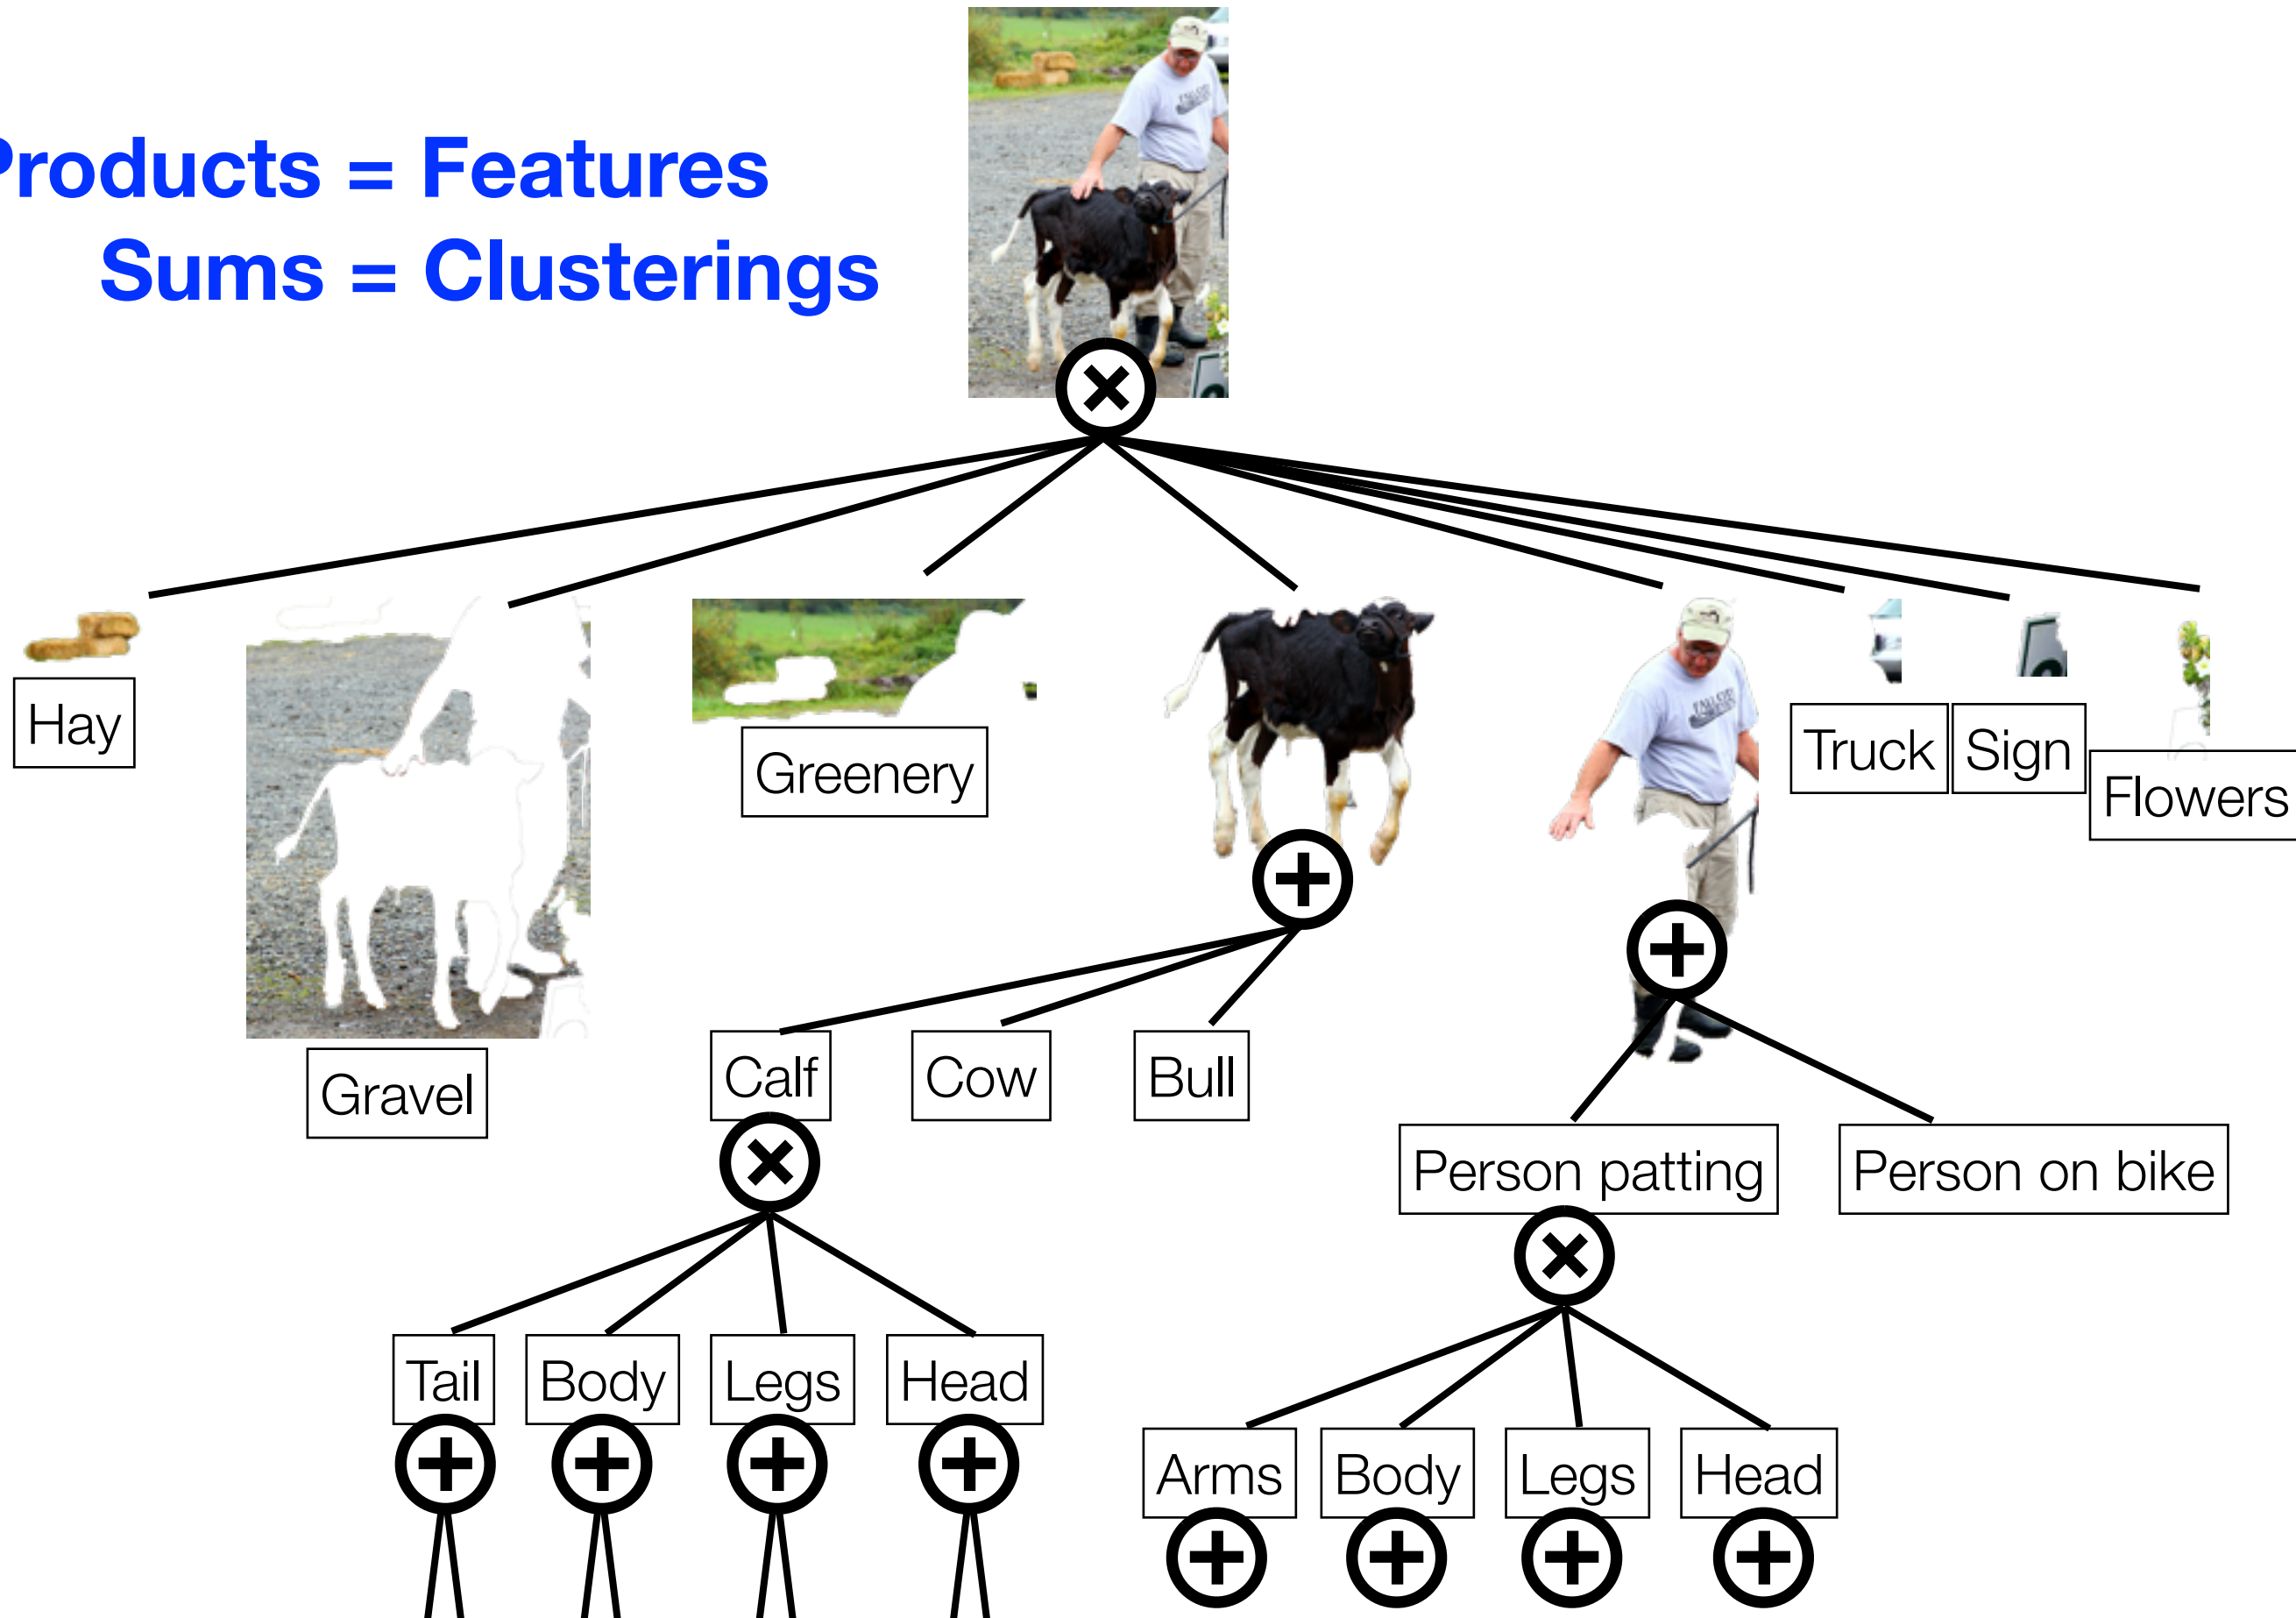 Products = Features
Sums = Clusterings
Hay
Gravel
Greenery
Truck
Sign
Flowers
Calf
Cow
Bull
Person patting
Person on bike
Tail
Body
Legs
Head
Arms
Body
Legs
Head